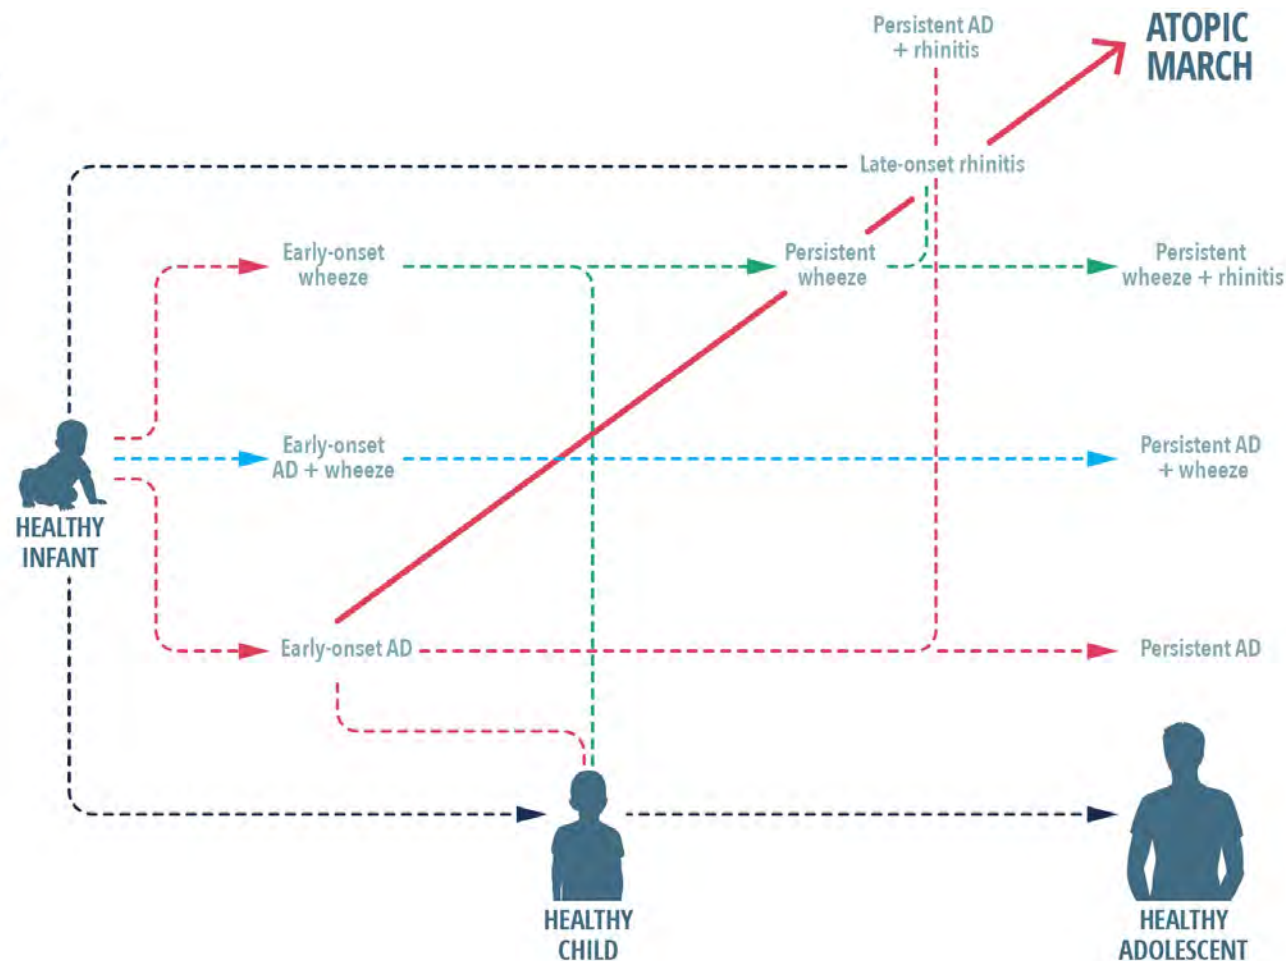 Persistent AD
+ rhinitis
ATOPIC
MARCH
Late-onset rhinitis
Early-onset
wheeze
Persistent
wheeze
Persistent
wheeze + rhinitis
Early-onset
AD + wheeze
Persistent AD
+ wheeze
HEALTHY
INFANT
Early-onset AD
Persistent AD
HEALTHY
CHILD
HEALTHY
ADOLESCENT